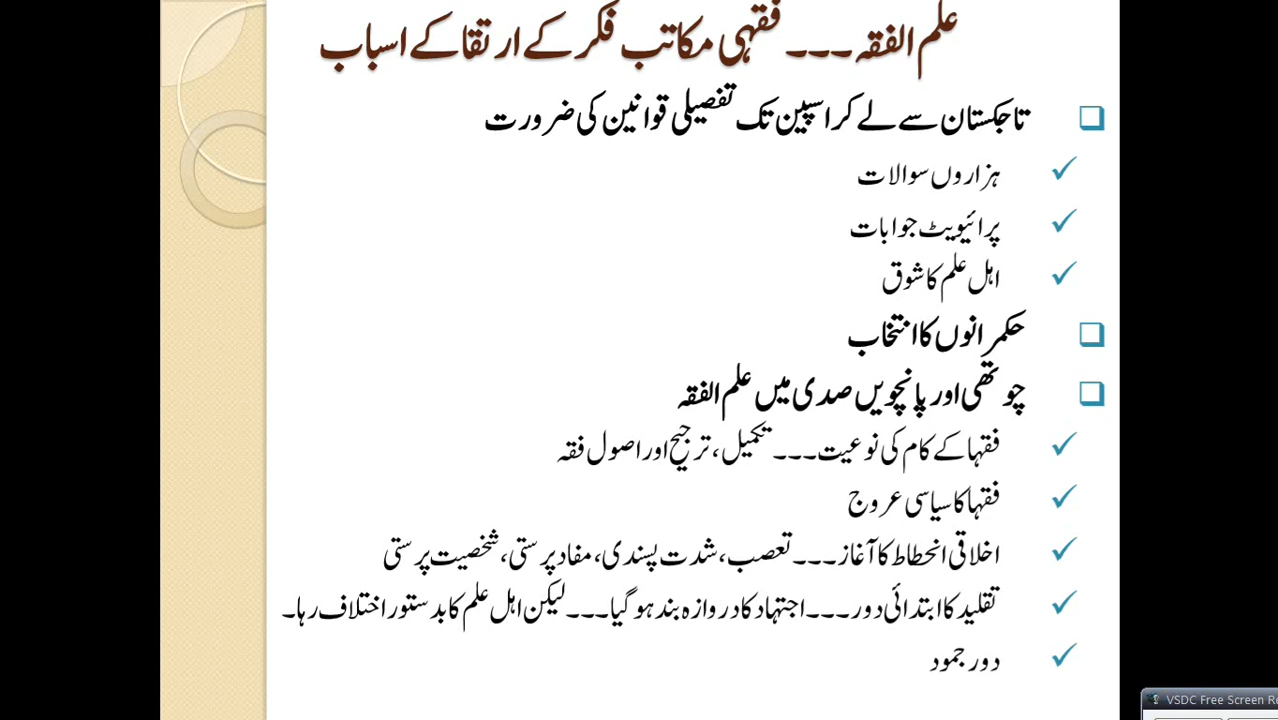 علم الفقہ۔۔۔ فقہی مکاتب فکر کے ارتقا کے اسباب
تاجکستان سے لے کر اسپین تک تفصیلی قوانین کی ضرورت
ہزاروں سوالات
پرائیویٹ جوابات
اہل علم کا شوق
حکمرانوں کا انتخاب
چوتھی اور پانچویں صدی میں علم الفقہ
فقہا کے کام کی نوعیت۔۔۔ تکمیل، ترجیح اور اصول فقہ
فقہا کا سیاسی عروج
اخلاقی انحطاط کا آغاز۔۔۔ تعصب، شدت پسندی، مفاد پرستی، شخصیت پرستی
تقلید کا ابتدائی دور۔۔۔ اجتہاد کا دروازہ بند ہو گیا۔۔۔ لیکن اہل علم کا بدستور اختلاف رہا۔
دور جمود
VSDC Free Screen Re